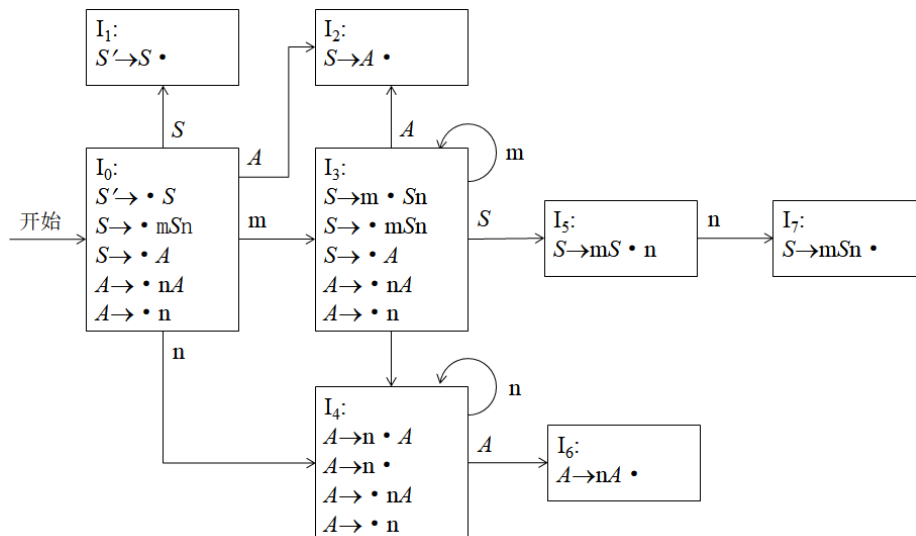 I₁:
S′→S·
I₂:
S→A·
S
A
A
m
I₀:
S′→·S
S→·mSn
S→·A
A→·nA
A→·n
开始
m
I₃:
S→m·Sn
S→·mSn
S→·A
A→·nA
A→·n
S
I₅:
S→mS·n
n
I₇:
S→mSn·
n
n
I₄:
A→n·A
A→n·
A→·nA
A→·n
A
I₆:
A→nA·